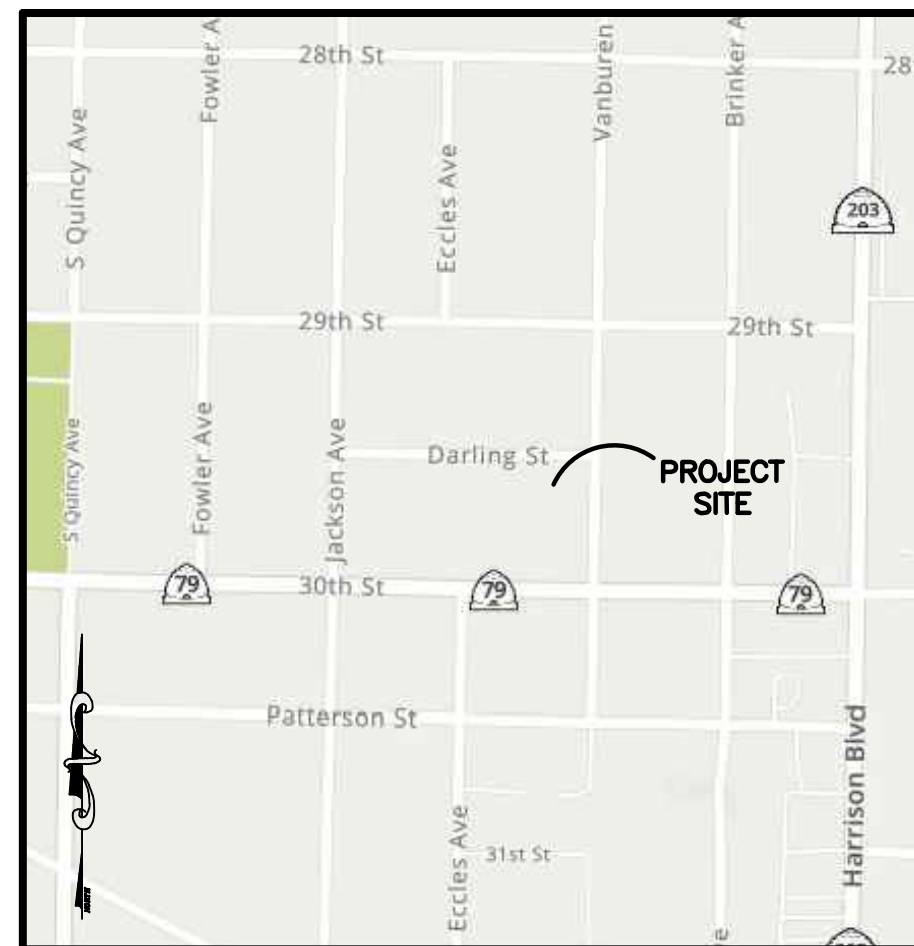 Fowler A
Vanburen
Brinker A
28th St
28
S Quincy Ave
Eccles Ave
203
29th St
29th St
S Quincy Ave
Fowler Ave
Jackson Ave
Darling St
PROJECT
SITE
79
30th St
79
79
Patterson St
Harrison Blvd
Eccles Ave
31st St
NORTH